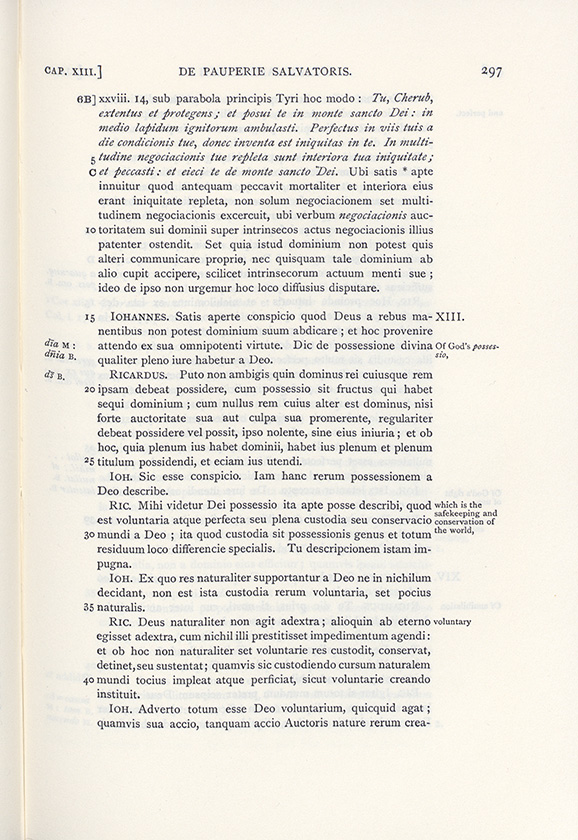 CAP. XIII.] DE PAUPERIE SALVATORIS. 297
6B] xxviii. 14, sub parabola principis Tyri hoc modo : Tu, Cherub,
extentus et protegens ; et posui te in monte sancto Dei : in
medio lapidum ignitorum ambulasti. Perfectus in viis tuis a
die condicionis tue, donec inventa est iniquitas in te. In multi-
5 tudine negociacionis tue repleta sunt interiora tua iniquitate ;
C et peccasti : et eieci te de monte sancto Dei. Ubi satis * apte
innuitur quod antequam peccavit mortaliter et interiora eius
erant iniquitate repleta, non solum negociacionem set multi-
tudinem negociacionis excercuit, ubi verbum negociacionis auc-
10 toritatem sui dominii super intrinsecos actus negociacionis illius
patenter ostendit. Set quia istud dominium non potest quis
alteri communicare proprie, nec quisquam tale dominium ab
alio cupit accipere, scilicet intrinsecorum actuum menti sue ;
ideo de ipso non urgemur hoc loco diffusius disputare.
15 IOHANNES. Satis aperte conspicio quod Deus a rebus ma- XIII.
nentibus non potest dominium suum abdicare ; et hoc provenire
dīa M : attendo ex sua omnipotenti virtute. Dic de possessione divina Of God's posses-
dñia B. qualiter pleno iure habetur a Deo. sio,
ds̄ B. RICARDUS. Puto non ambigis quin dominus rei cuiusque rem
20 ipsam debeat possidere, cum possessio sit fructus qui habet
sequi dominium ; cum nullus rem cuius alter est dominus, nisi
forte auctoritate sua aut culpa sua promerente, regulariter
debeat possidere vel possit, ipso nolente, sine eius iniuria ; et ob
hoc, quia plenum ius habet dominii, habet ius plenum et plenum
25 titulum possidendi, et eciam ius utendi.
IOH. Sic esse conspicio. Iam hanc rerum possessionem a
Deo describe.
RIC. Mihi videtur Dei possessio ita apte posse describi, quod which is the
est voluntaria atque perfecta seu plena custodia seu conservacio safekeeping and conservation of
30 mundi a Deo ; ita quod custodia sit possessionis genus et totum the world,
residuum loco differencie specialis. Tu descripcionem istam im-
pugna.
IOH. Ex quo res naturaliter supportantur a Deo ne in nichilum
decidant, non est ista custodia rerum voluntaria, set pocius
35 naturalis.
RIC. Deus naturaliter non agit adextra ; alioquin ab eterno voluntary
egisset adextra, cum nichil illi prestitisset impedimentum agendi :
et ob hoc non naturaliter set voluntarie res custodit, conservat,
detinet, seu sustentat ; quamvis sic custodiendo cursum naturalem
40 mundi tocius impleat atque perficiat, sicut voluntarie creando
instituit.
IOH. Adverto totum esse Deo voluntarium, quicquid agat ;
quamvis sua accio, tanquam accio Auctoris nature rerum crea-